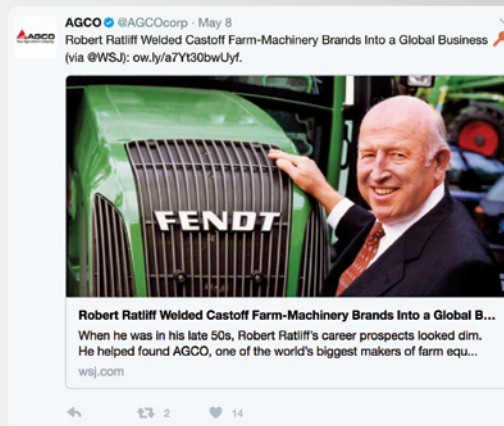 AGCO @AGCOcorp · May 8
AGCO
Robert Ratliff Welded Castoff Farm-Machinery Brands Into a Global Business
(via @WSJ): ow.ly/a7Yt30bwUyf.
FENDT
Robert Ratliff Welded Castoff Farm-Machinery Brands Into a Global B...
When he was in his late 50s, Robert Ratliff's career prospects looked dim.
He helped found AGCO, one of the world's biggest makers of farm equ...
wsj.com
2 14